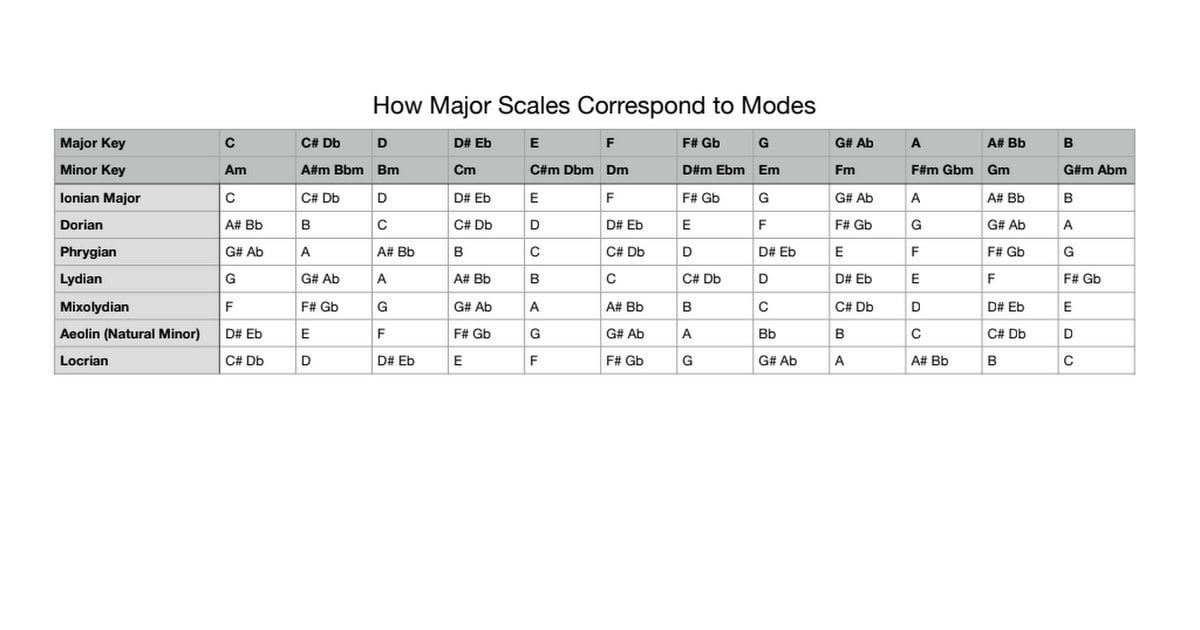 How Major Scales Correspond to Modes
Major Key C C# Db D D# Eb E F F# Gb G G# Ab A A# Bb B
Minor Key Am A#m Bbm Bm Cm C#m Dbm Dm D#m Ebm Em Fm F#m Gbm Gm G#m Abm
Ionian Major C C# Db D D# Eb E F F# Gb G G# Ab A A# Bb B
Dorian A# Bb B C C# Db D D# Eb E F F# Gb G G# Ab A
Phrygian G# Ab A A# Bb B C C# Db D D# Eb E F F# Gb G
Lydian G G# Ab A A# Bb B C C# Db D D# Eb E F F# Gb
Mixolydian F F# Gb G G# Ab A A# Bb B C C# Db D D# Eb E
Aeolin (Natural Minor) D# Eb E F F# Gb G G# Ab A Bb B C C# Db D
Locrian C# Db D D# Eb E F F# Gb G G# Ab A A# Bb B C